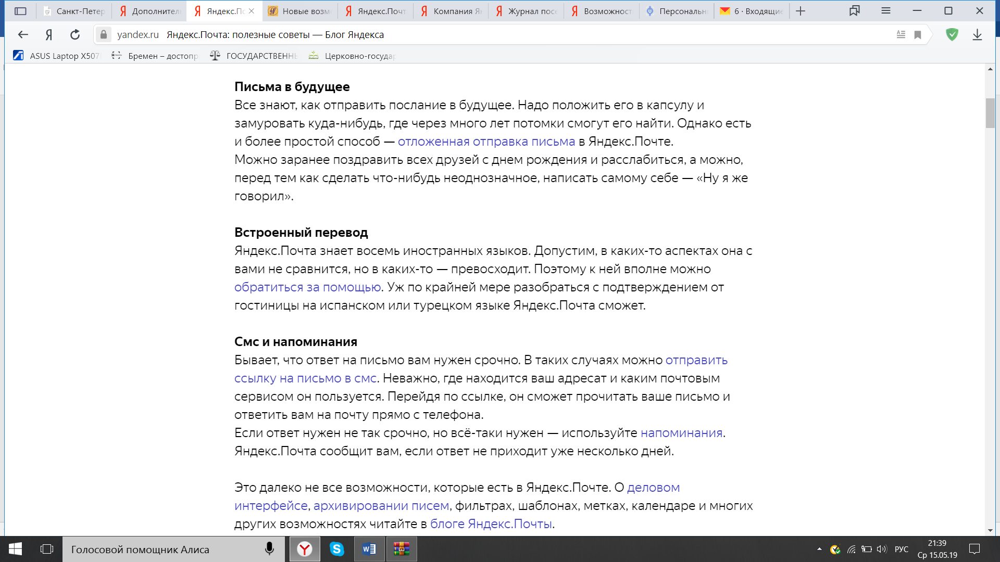 Санкт-Петер
Дополнител
Яндекс.Пс
Новые возм
Яндекс.Почт
Компания Ян
Журнал посе
Возможност
Персональн
6 · Входящие
yandex.ru Яндекс.Почта: полезные советы — Блог Яндекса
ASUS Laptop X507
Бремен – достопр
ГОСУДАРСТВЕННЬ
Церковно-государ
Письма в будущее
Все знают, как отправить послание в будущее. Надо положить его в капсулу и
замуровать куда-нибудь, где через много лет потомки смогут его найти. Однако есть
и более простой способ — отложенная отправка письма в Яндекс.Почте.
Можно заранее поздравить всех друзей с днем рождения и расслабиться, а можно,
перед тем как сделать что-нибудь неоднозначное, написать самому себе — «Ну я же
говорил».
Встроенный перевод
Яндекс.Почта знает восемь иностранных языков. Допустим, в каких-то аспектах она с
вами не сравнится, но в каких-то — превосходит. Поэтому к ней вполне можно
обратиться за помощью. Уж по крайней мере разобраться с подтверждением от
гостиницы на испанском или турецком языке Яндекс.Почта сможет.
Смс и напоминания
Бывает, что ответ на письмо вам нужен срочно. В таких случаях можно отправить
ссылку на письмо в смс. Неважно, где находится ваш адресат и каким почтовым
сервисом он пользуется. Перейдя по ссылке, он сможет прочитать ваше письмо и
ответить вам на почту прямо с телефона.
Если ответ нужен не так срочно, но всё-таки нужен — используйте напоминания.
Яндекс.Почта сообщит вам, если ответ не приходит уже несколько дней.
Это далеко не все возможности, которые есть в Яндекс.Почте. О деловом
интерфейсе, архивировании писем, фильтрах, шаблонах, метках, календаре и многих
других возможностях читайте в блоге Яндекс.Почты.
Голосовой помощник Алиса
РУС
21:39
Ср 15.05.19